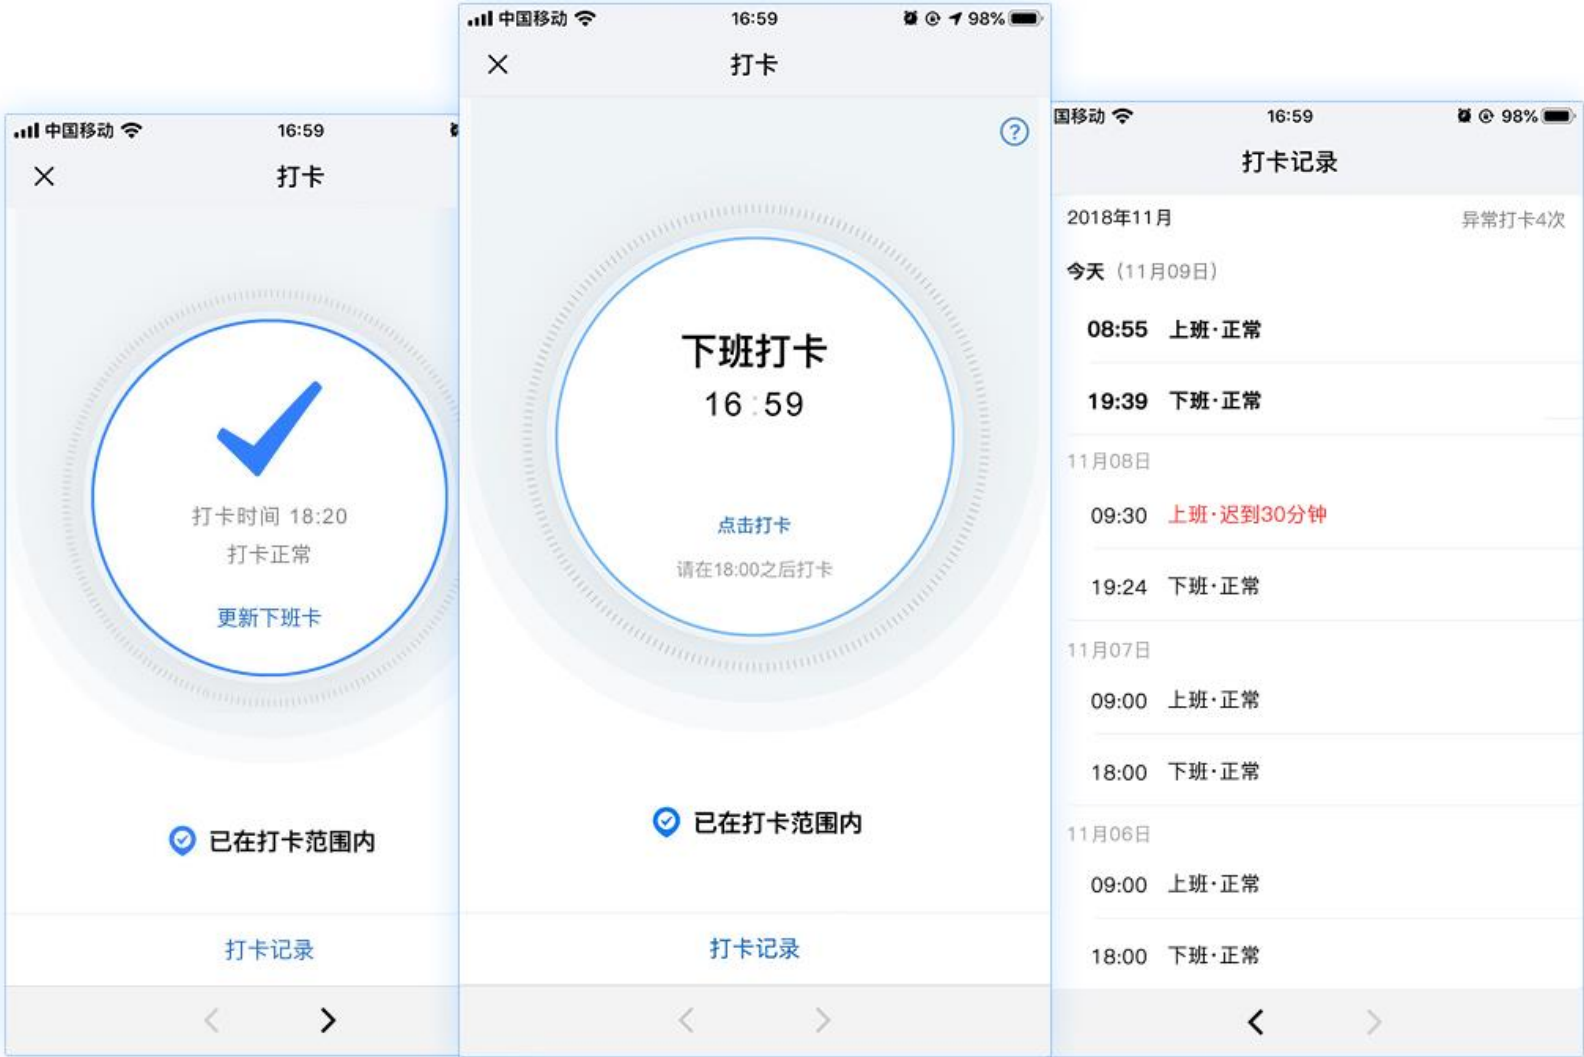 中国移动
16:59
打卡
打卡时间 18:20
打卡正常
更新下班卡
已在打卡范围内
打卡记录
中国移动
16:59
98%
打卡
?
下班打卡
16:59
点击打卡
请在18:00之后打卡
已在打卡范围内
打卡记录
国移动
16:59
98%
打卡记录
2018年11月
异常打卡4次
今天（11月09日）
08:55 上班·正常
19:39 下班·正常
11月08日
09:30 上班·迟到30分钟
19:24 下班·正常
11月07日
09:00 上班·正常
18:00 下班·正常
11月06日
09:00 上班·正常
18:00 下班·正常